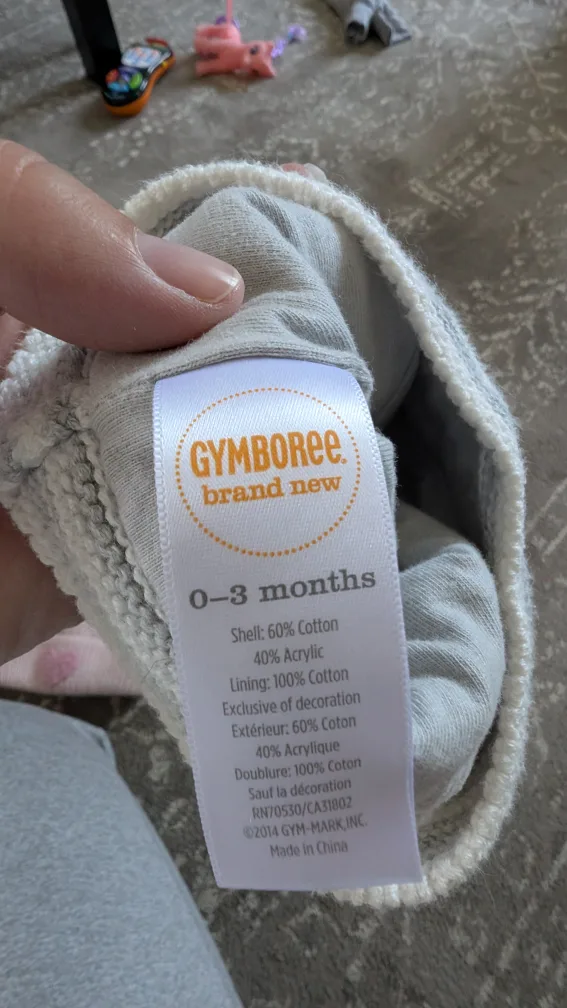 GYMBOREE.
brand new
0–3 months
Shell: 60% Cotton
40% Acrylic
Lining: 100% Cotton
Exclusive of decoration
Extérieur: 60% Coton
40% Acrylique
Doublure: 100% Coton
Sauf la décoration
RN70530/CA31802
©2014 GYM-MARK,INC.
Made in China